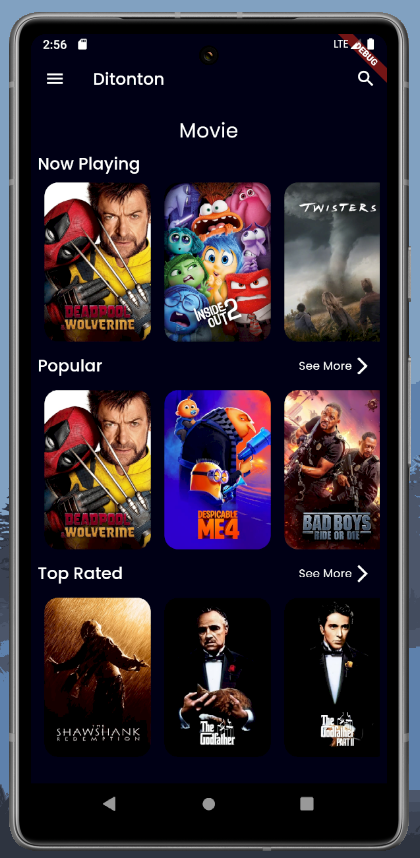 2:56
LTE
DEBUG
Ditonton
Movie
Now Playing
DEADPOOL
WOLVERINE
INSIDE
OUT 2
TWISTERS
Popular
See More
DEADPOOL
WOLVERINE
DESPICABLE
ME4
BAD BOYS
RIDE OR DIE
Top Rated
See More
THE
SHAWSHANK
REDEMPTION
The
Godfather
The
Godfather
PART II